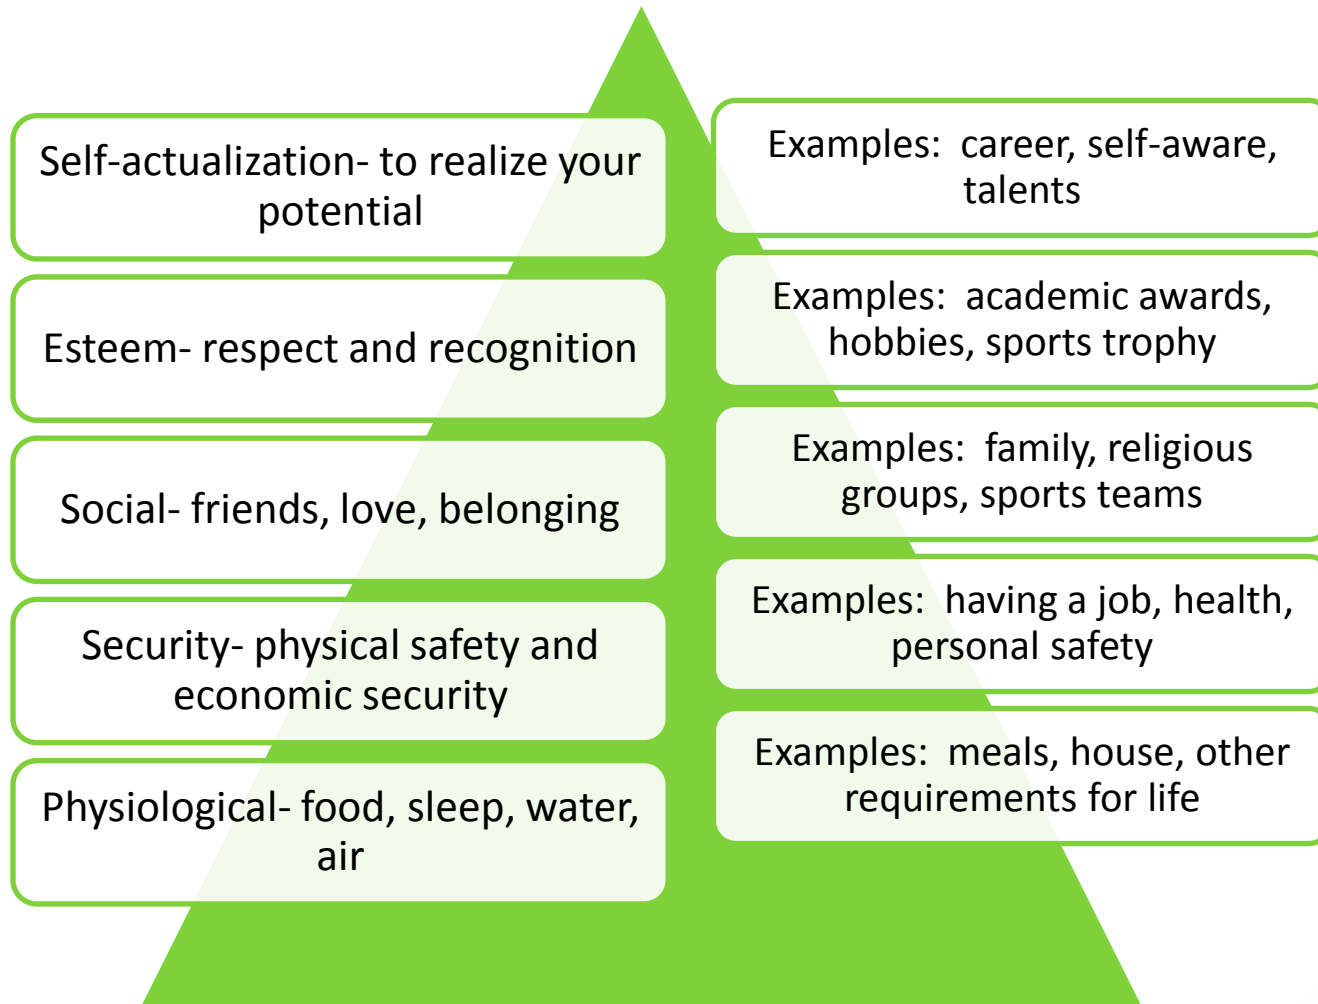 Self-actualization- to realize your
potential
Examples:  career, self-aware,
talents
Esteem- respect and recognition
Examples:  academic awards,
hobbies, sports trophy
Social- friends, love, belonging
Examples:  family, religious
groups, sports teams
Security- physical safety and
economic security
Examples:  having a job, health,
personal safety
Physiological- food, sleep, water,
air
Examples:  meals, house, other
requirements for life